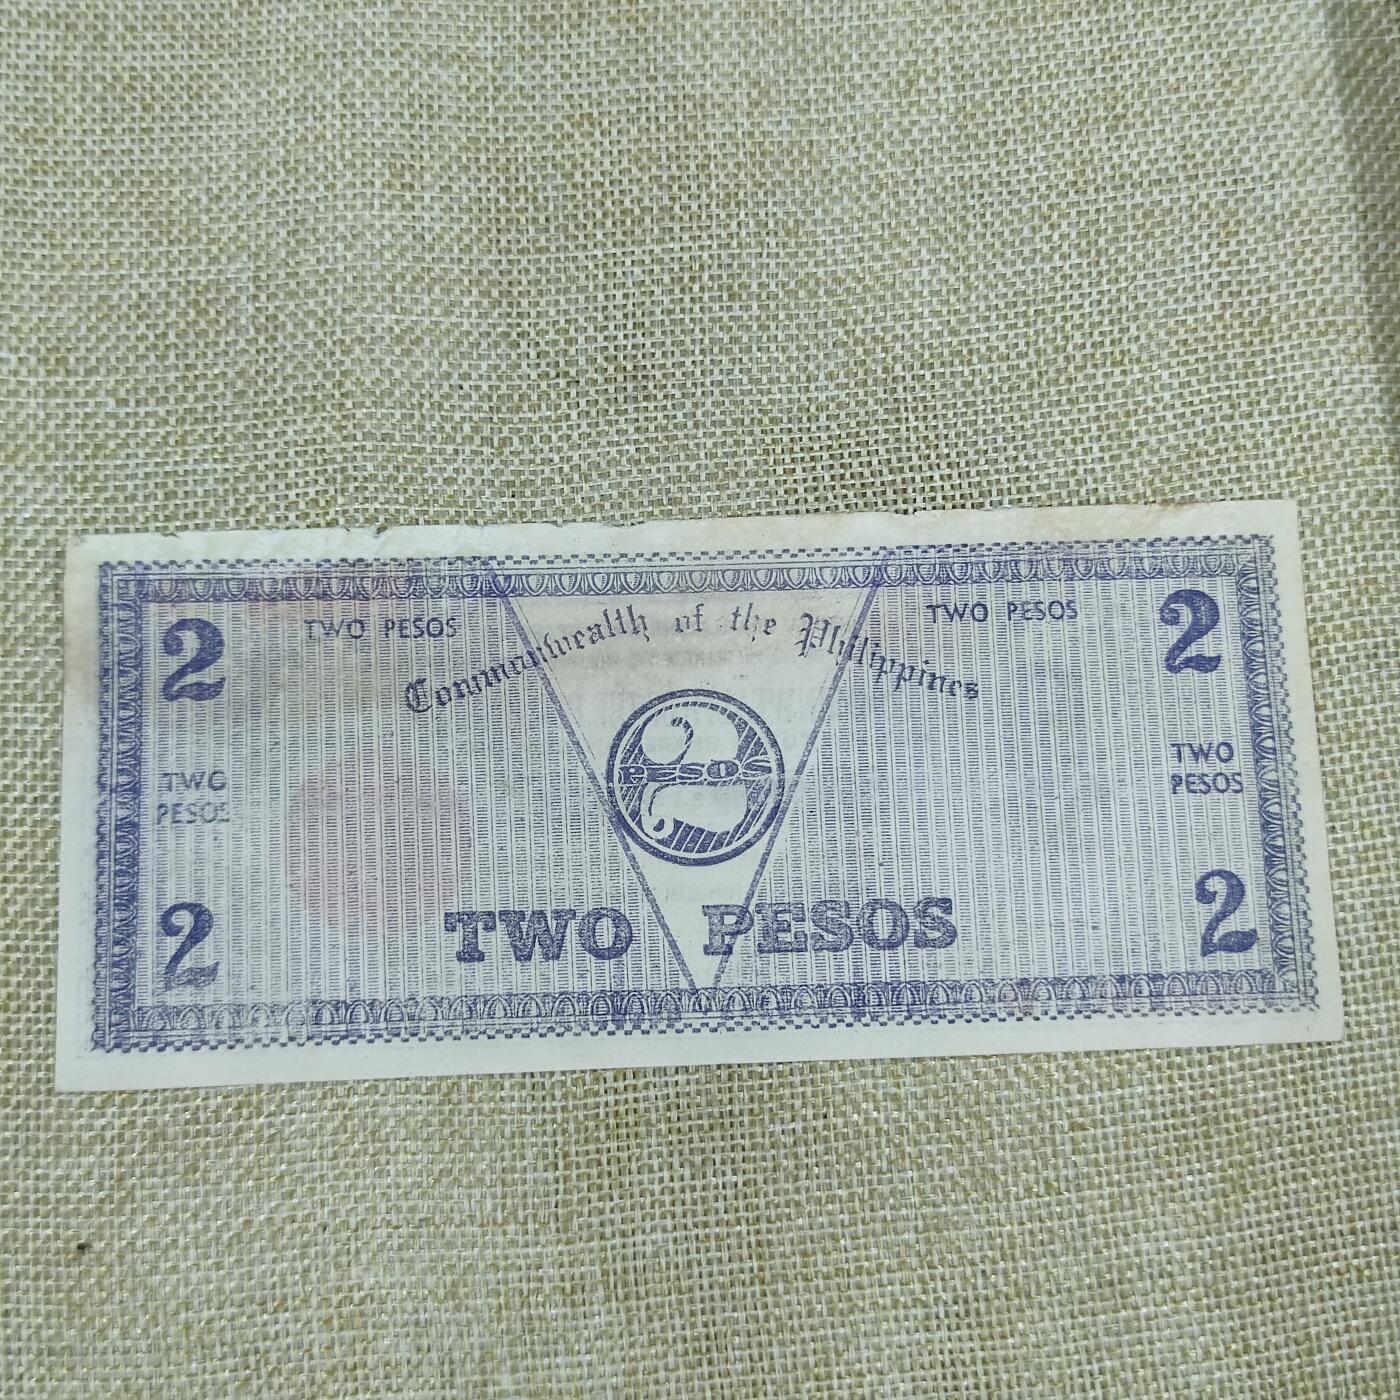 2 TWO PESOS Commonwealth of the Philippines TWO PESOS 2
TWO
PESOS
2
PESOS
TWO
PESOS
2 TWO PESOS 2